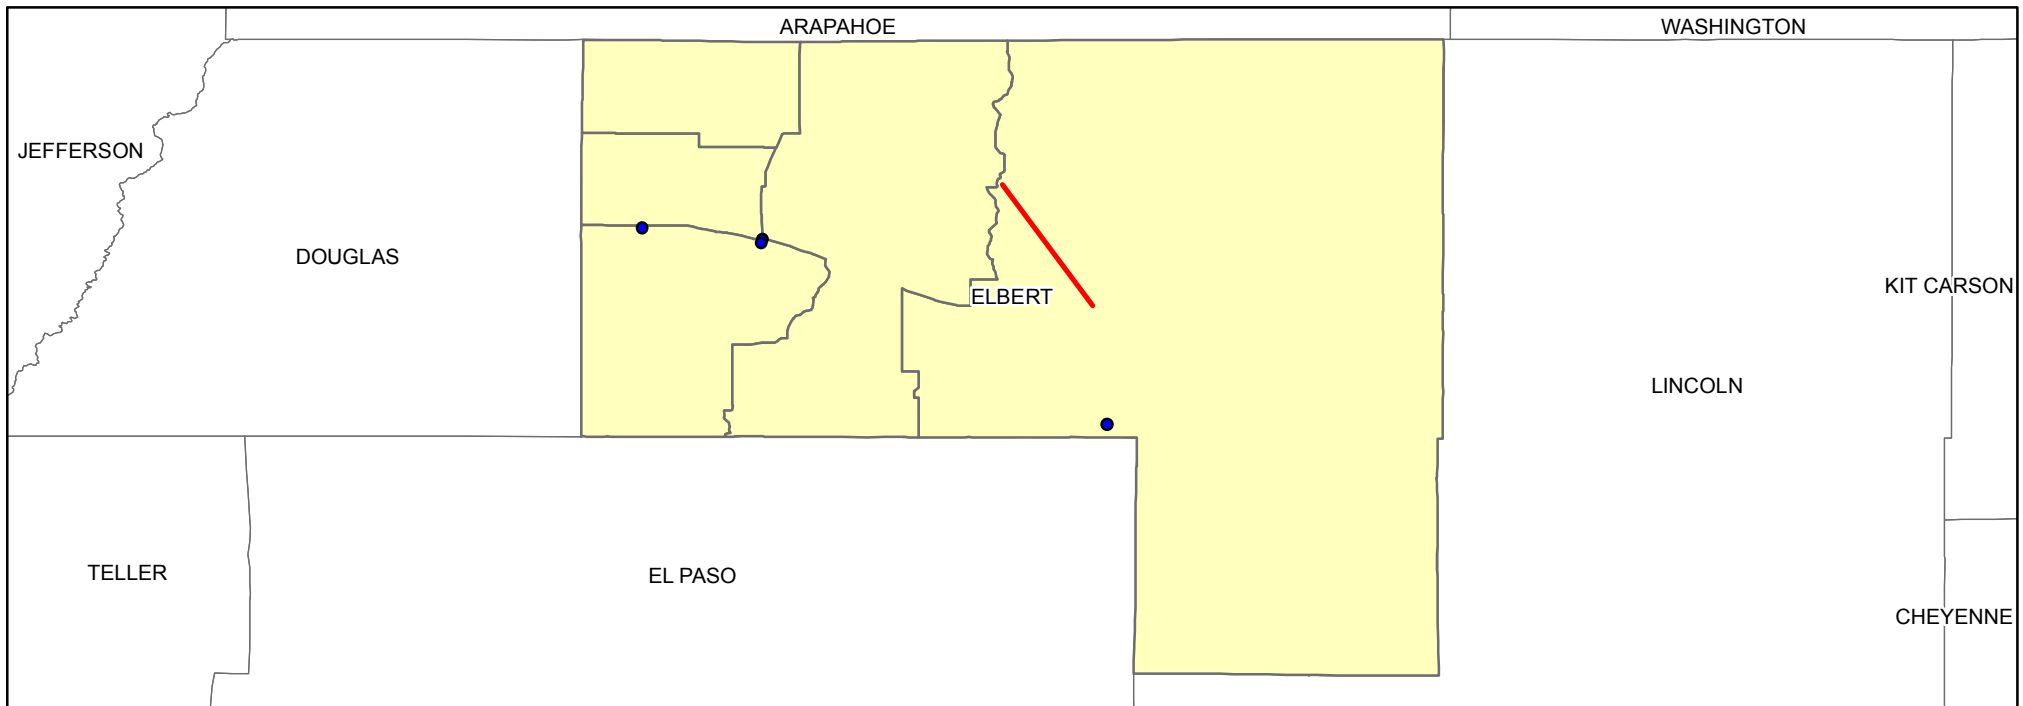 ARAPAHOE
WASHINGTON
JEFFERSON
DOUGLAS
KIT CARSON
ELBERT
LINCOLN
TELLER
EL PASO
CHEYENNE